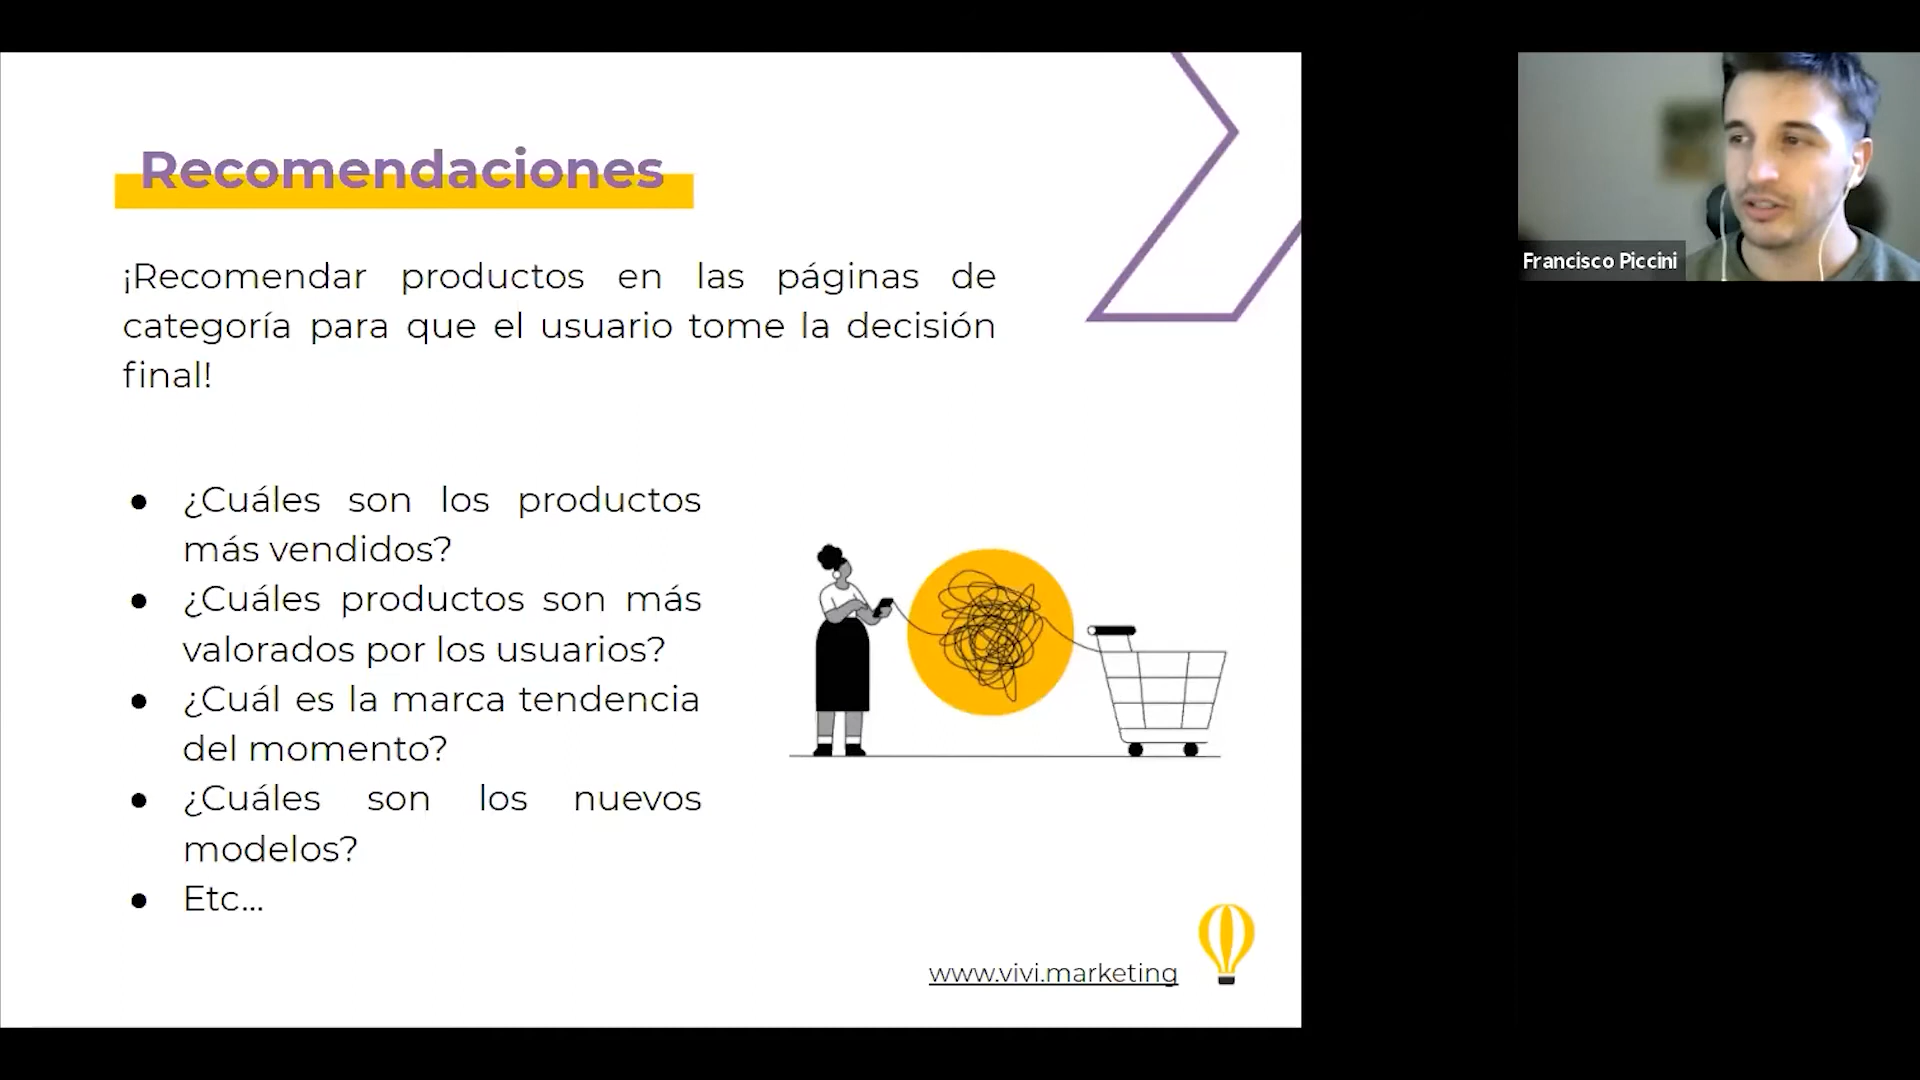 Recomendaciones
¡Recomendar productos en las páginas de
categoría para que el usuario tome la decisión
final!
● ¿Cuáles son los productos
más vendidos?
● ¿Cuáles productos son más
valorados por los usuarios?
● ¿Cuál es la marca tendencia
del momento?
● ¿Cuáles son los nuevos
modelos?
● Etc...
www.vivi.marketing
Francisco Piccini